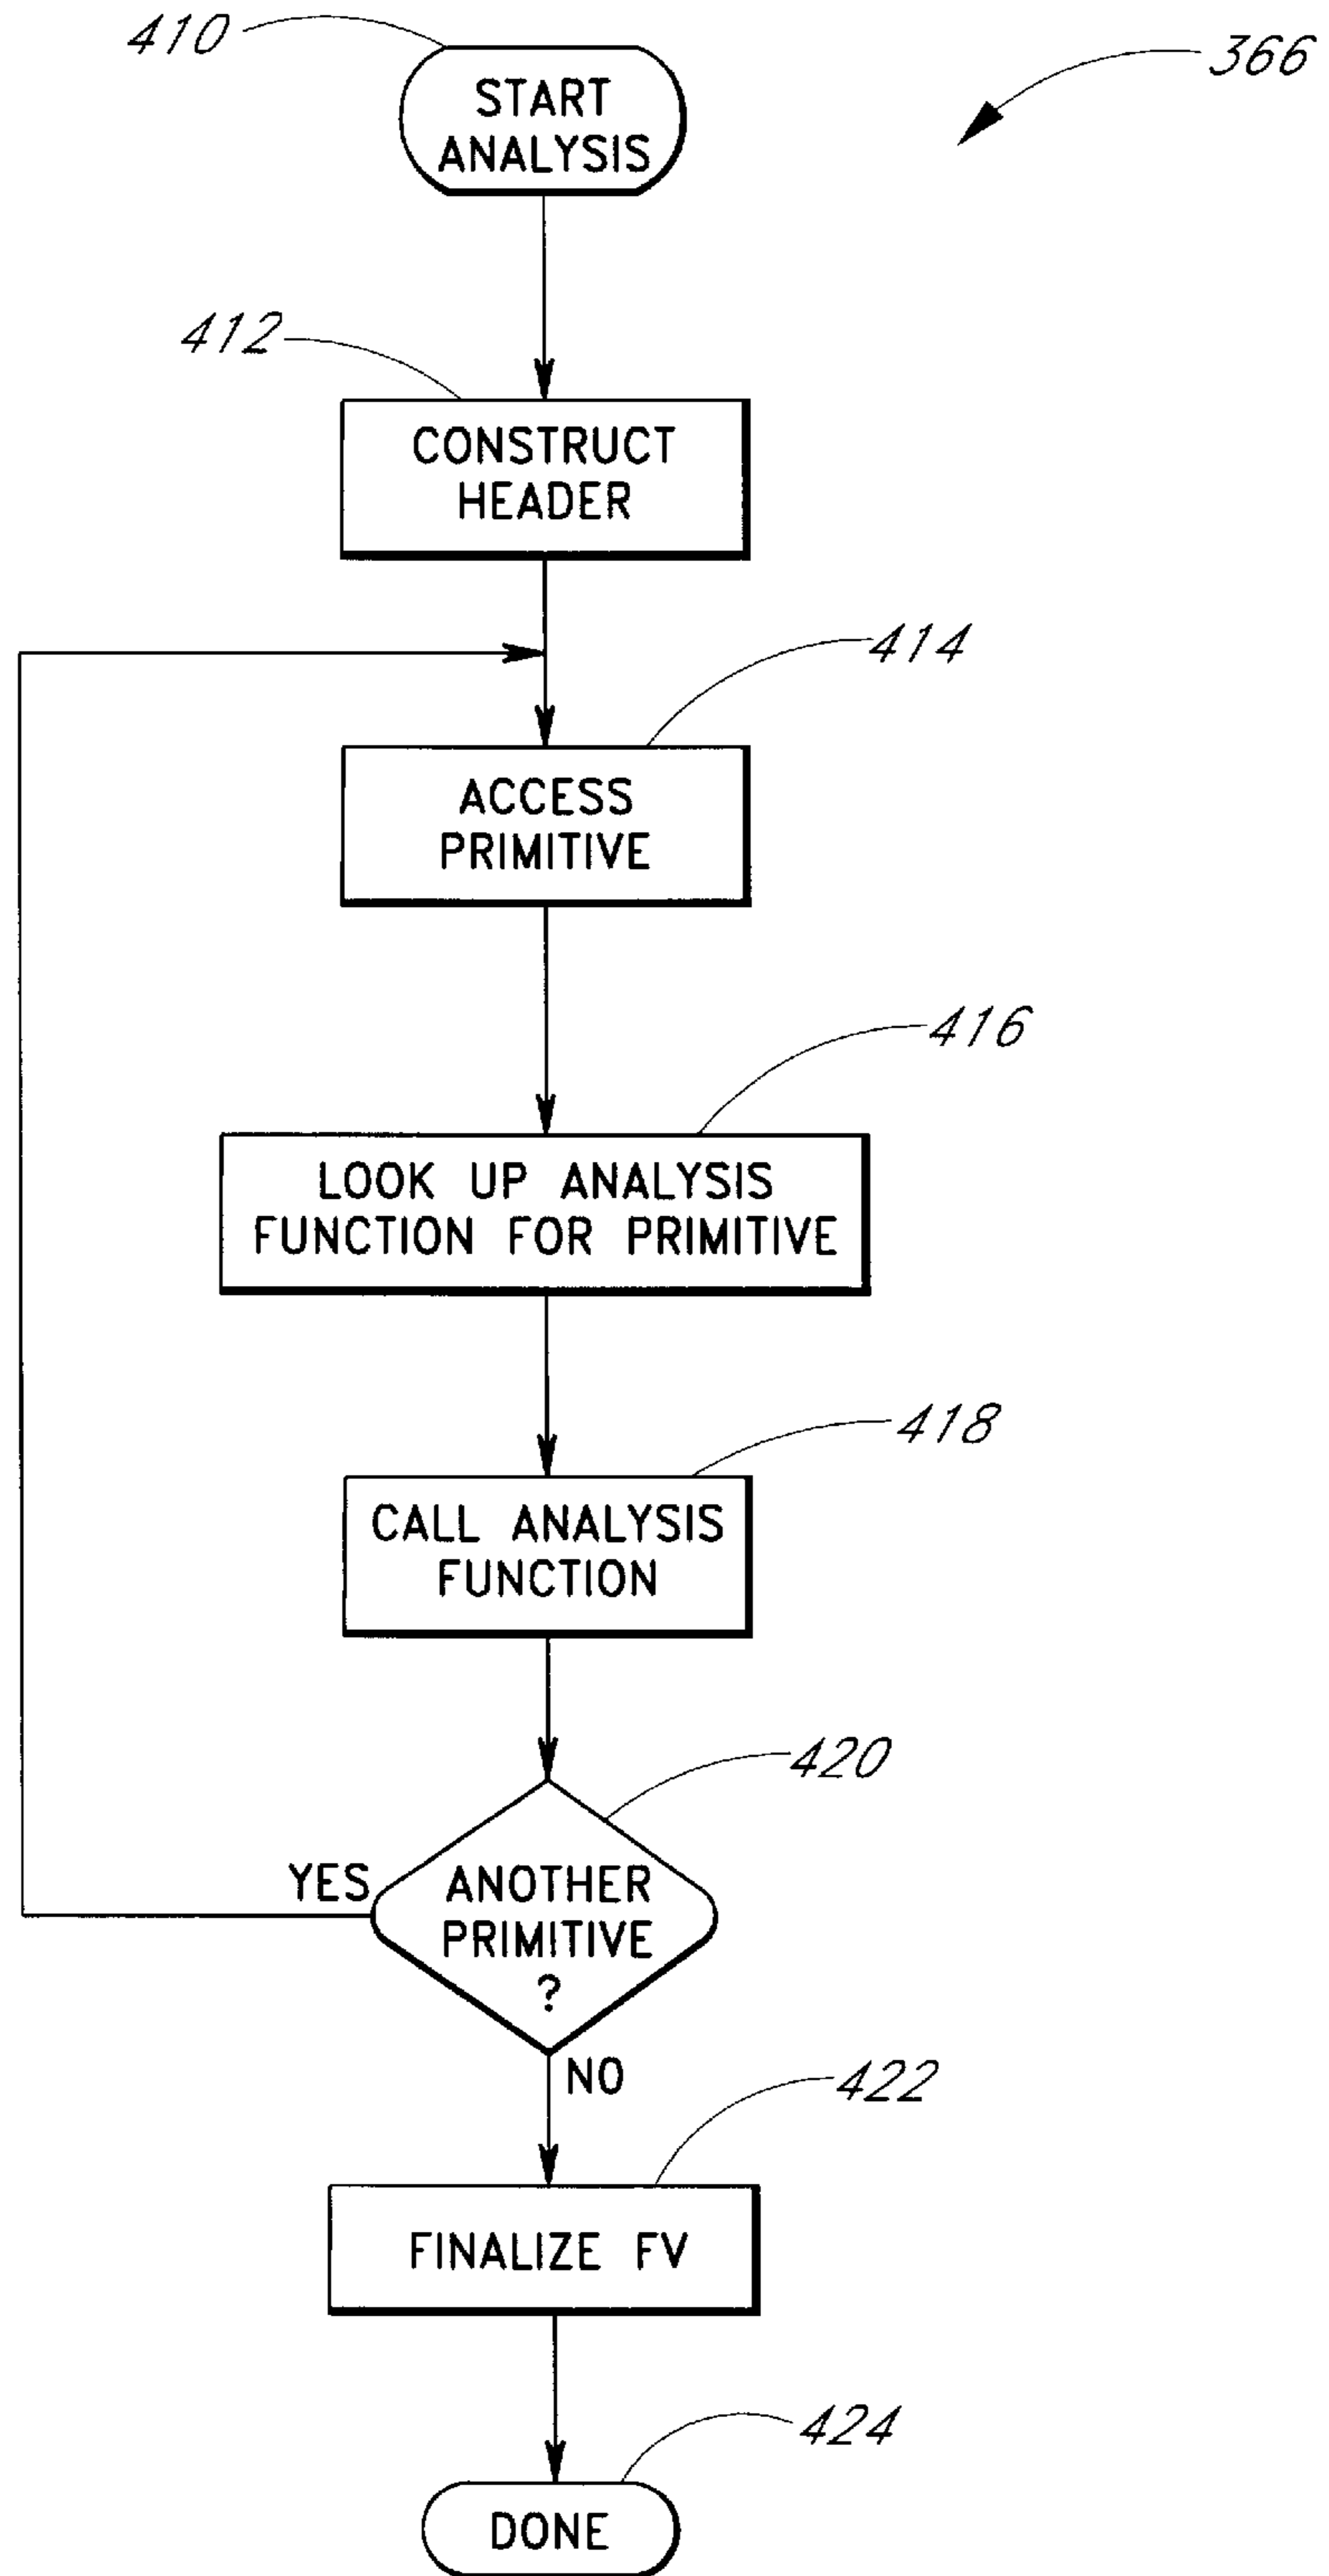 410
366
START
ANALYSIS
412
CONSTRUCT
HEADER
414
ACCESS
PRIMITIVE
416
LOOK UP ANALYSIS
FUNCTION FOR PRIMITIVE
418
CALL ANALYSIS
FUNCTION
420
YES
ANOTHER
PRIMITIVE
?
NO
422
FINALIZE FV
424
DONE